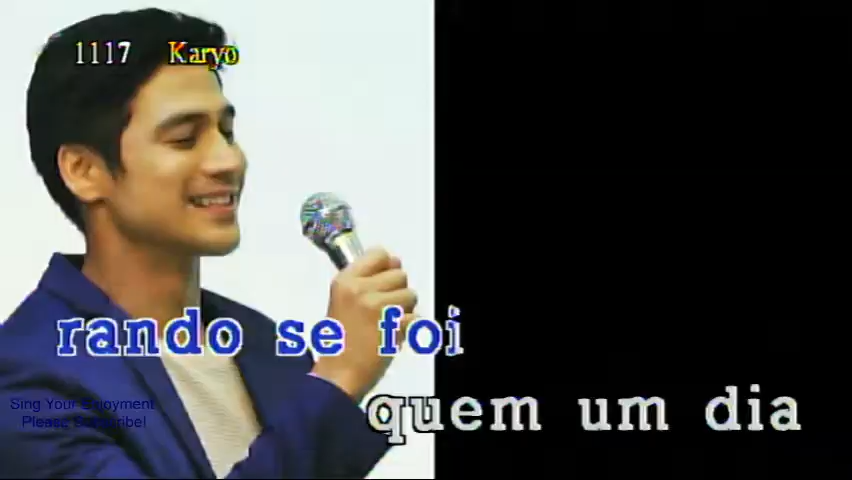 1117 Karyo
rando se foi
quem um dia
Sing Your Enjoyment
Please Subscribe!